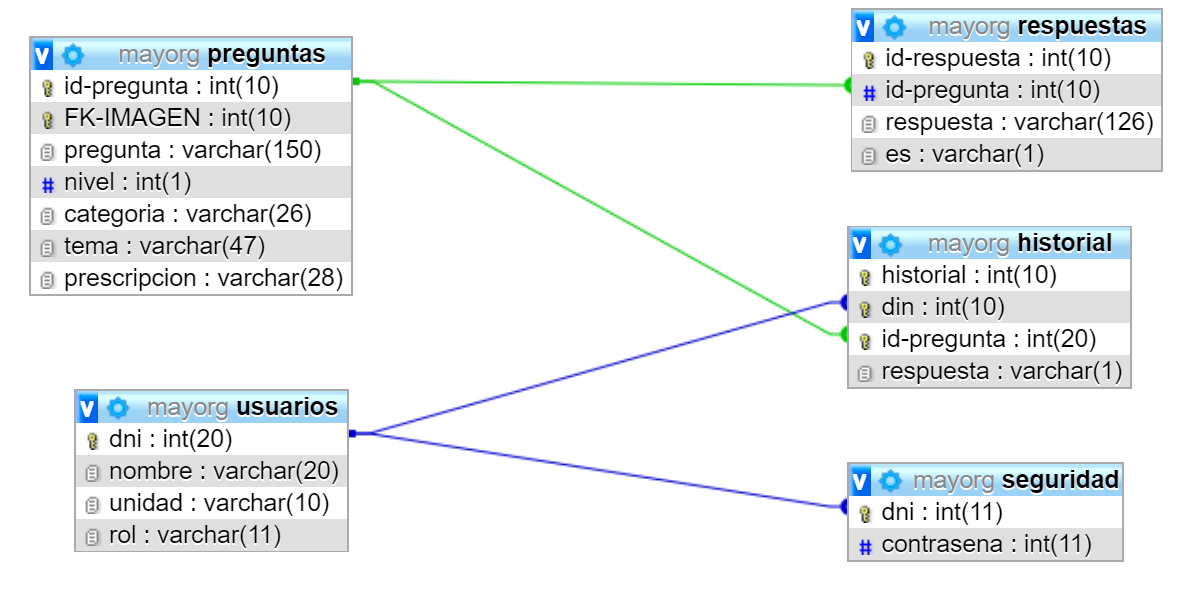 v mayorg preguntas
id-pregunta : int(10)
FK-IMAGEN : int(10)
pregunta : varchar(150)
# nivel : int(1)
categoria : varchar(26)
tema : varchar(47)
prescripcion : varchar(28)
v mayorg usuarios
dni : int(20)
nombre : varchar(20)
unidad : varchar(10)
rol : varchar(11)
v mayorg respuestas
id-respuesta : int(10)
# id-pregunta : int(10)
respuesta : varchar(126)
es : varchar(1)
v mayorg historial
historial : int(10)
din : int(10)
id-pregunta : int(20)
respuesta : varchar(1)
v mayorg seguridad
dni : int(11)
# contrasena : int(11)